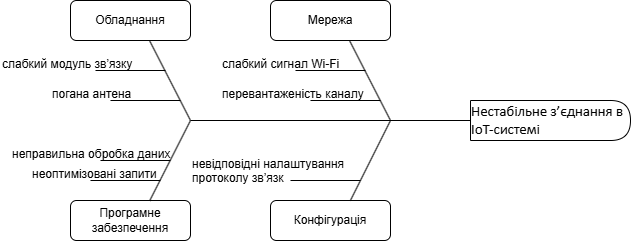 Обладнання
Мережа
слабкий модуль зв’язку
слабкий сигнал Wi-Fi
погана антена
перевантаженість каналу
Нестабільне з’єднання в
IoT-системі
неправильна обробка даних
неоптимізовані запити
невідповідні налаштування
протоколу зв’язк
Програмне
забезпечення
Конфігурація